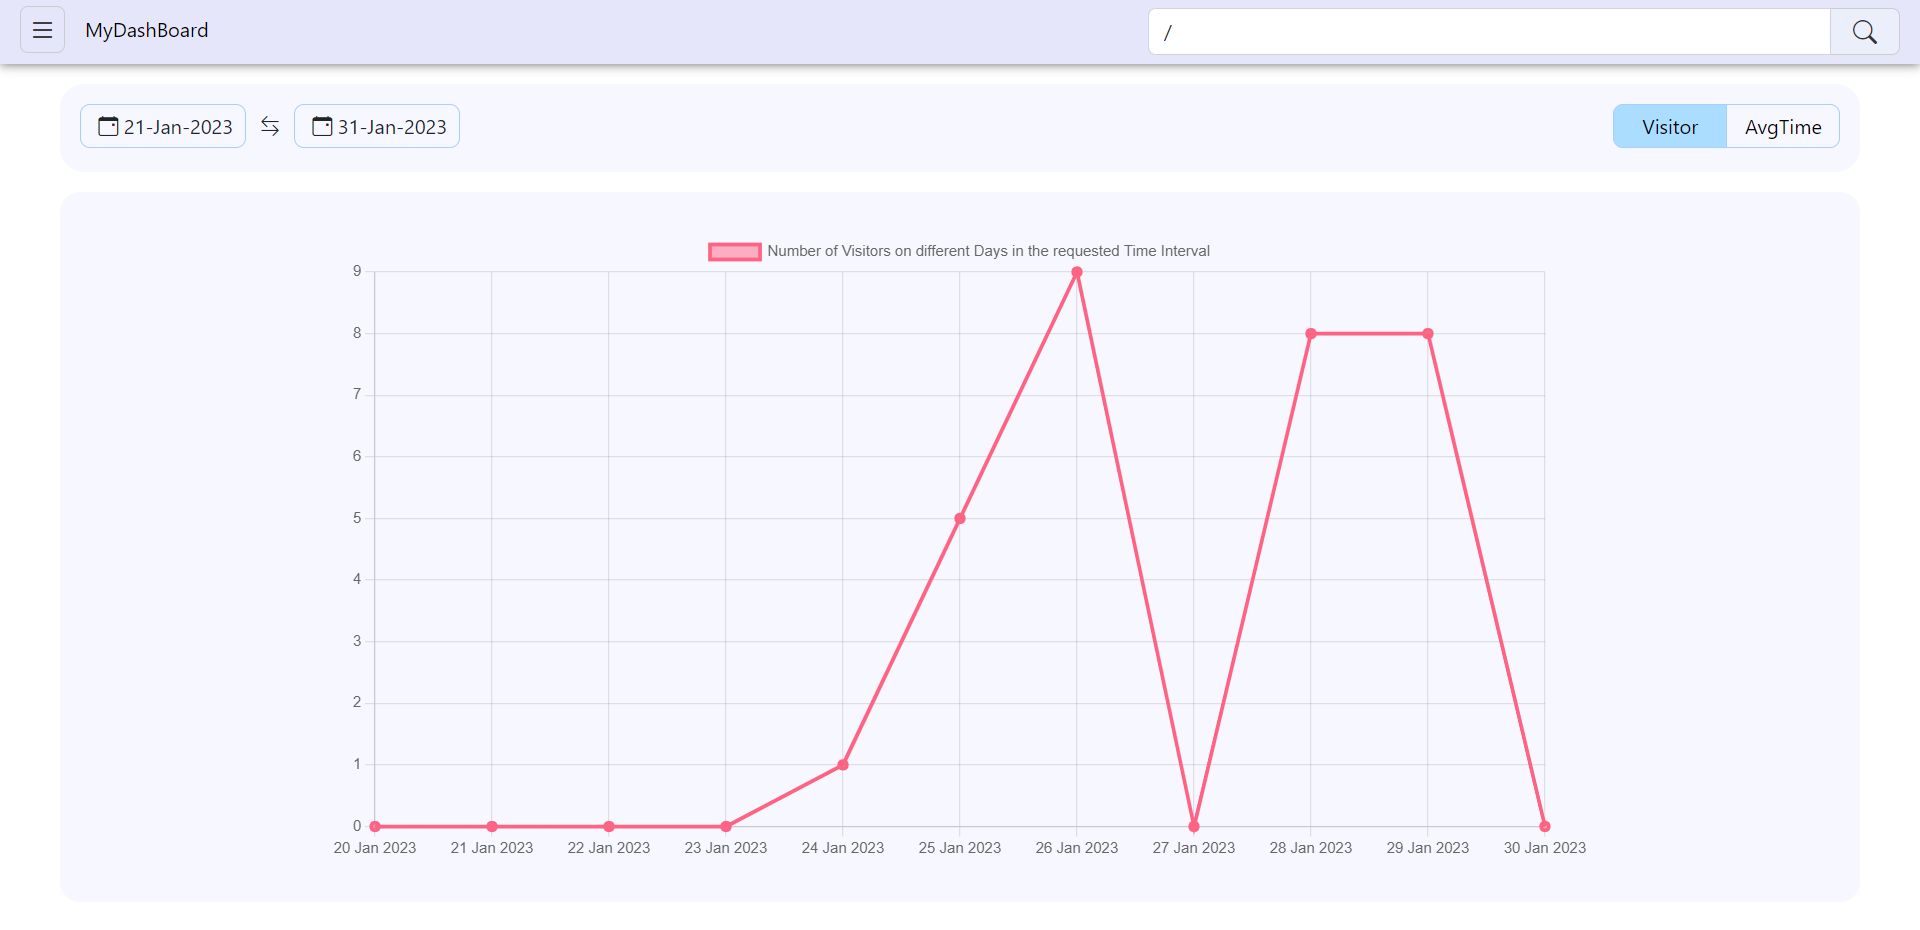 MyDashBoard
/
21-Jan-2023
31-Jan-2023
Visitor
AvgTime
Number of Visitors on different Days in the requested Time Interval
9
8
7
6
5
4
3
2
1
0
20 Jan 2023
21 Jan 2023
22 Jan 2023
23 Jan 2023
24 Jan 2023
25 Jan 2023
26 Jan 2023
27 Jan 2023
28 Jan 2023
29 Jan 2023
30 Jan 2023